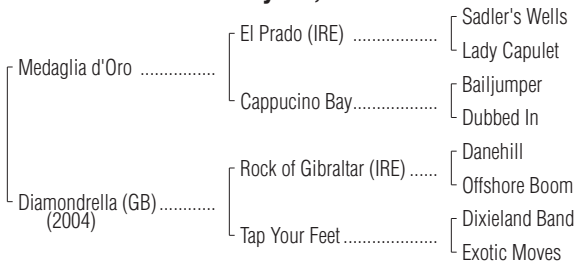 Sadler's Wells
El Prado (IRE) ..................
Lady Capulet
Medaglia d'Oro ................
Bailjumper
Cappucino Bay..................
Dubbed In
Danehill
Rock of Gibraltar (IRE) ......
Offshore Boom
Diamondrella (GB)............
(2004)
Dixieland Band
Tap Your Feet....................
Exotic Moves